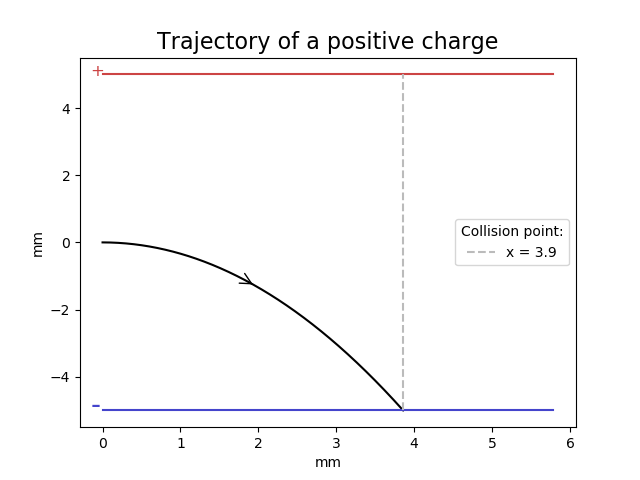 Trajectory of a positive charge
+
4
2
0
−2
−4
mm
-
Collision point:
x = 3.9
0 1 2 3 4 5 6
mm